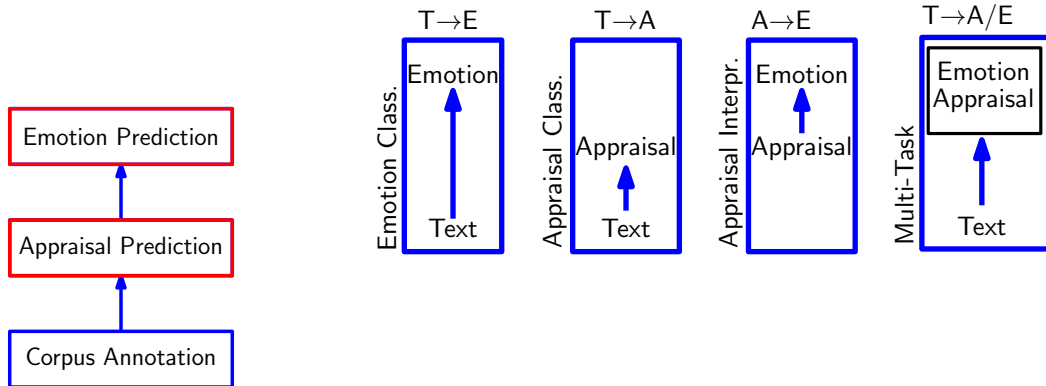 Emotion Prediction
Appraisal Prediction
Corpus Annotation
T→E
Emotion Class.
Emotion
Text
T→A
Appraisal Class.
Appraisal
Text
A→E
Appraisal Interpr.
Emotion
Appraisal
T→A/E
Multi-Task
Emotion
Appraisal
Text